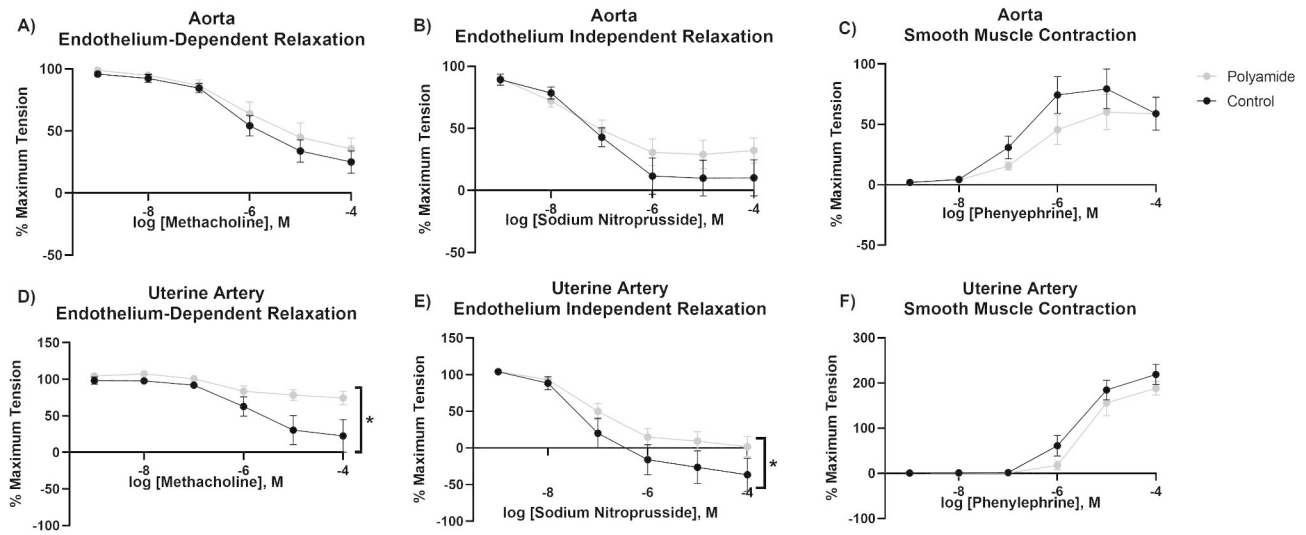 A)
Aorta
Endothelium-Dependent Relaxation
% Maximum Tension
100
50
0
-50
-8
-6
-4
log [Methacholine], M
B)
Aorta
Endothelium Independent Relaxation
% Maximum Tension
100
50
0
-50
-8
-6
-4
log [Sodium Nitroprusside], M
C)
Aorta
Smooth Muscle Contraction
% Maximum Tension
100
50
0
-50
-8
-6
-4
log [Phenyephrine], M
Polyamide
Control
D)
Uterine Artery
Endothelium-Dependent Relaxation
% Maximum Tension
150
100
50
0
-50
-100
-8
-6
-4
log [Methacholine], M
*
E)
Uterine Artery
Endothelium Independent Relaxation
% Maximum Tension
150
100
50
0
-50
-100
-8
-6
-4
log [Sodium Nitroprusside], M
*
F)
Uterine Artery
Smooth Muscle Contraction
% Maximum Tension
300
200
100
0
-100
-8
-6
-4
log [Phenylephrine], M